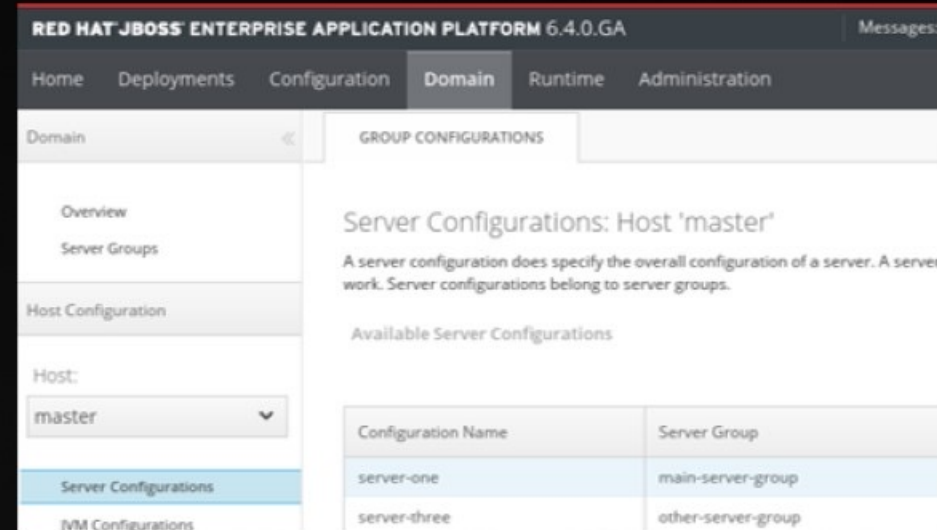 RED HAT JBOSS ENTERPRISE APPLICATION PLATFORM 6.4.0.GA
Messages:
Home Deployments Configuration Domain Runtime Administration
Domain
GROUP CONFIGURATIONS
Overview
Server Groups
Server Configurations: Host 'master'
A server configuration does specify the overall configuration of a server. A server
work. Server configurations belong to server groups.
Host Configuration
Available Server Configurations
Host:
master
Configuration Name Server Group
server-one main-server-group
server-three other-server-group
Server Configurations
JVM Configurations